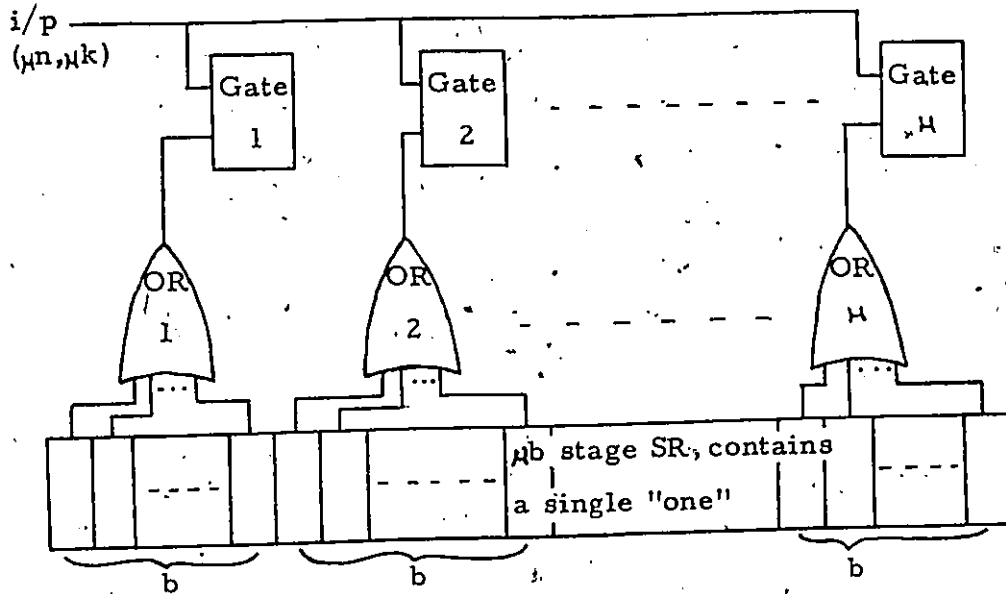 i/p
(μn,μk)
Gate
1
Gate
2
Gate
μ
OR
1
OR
2
OR
μ
μb stage SR, contains
a single "one"
b
b
b